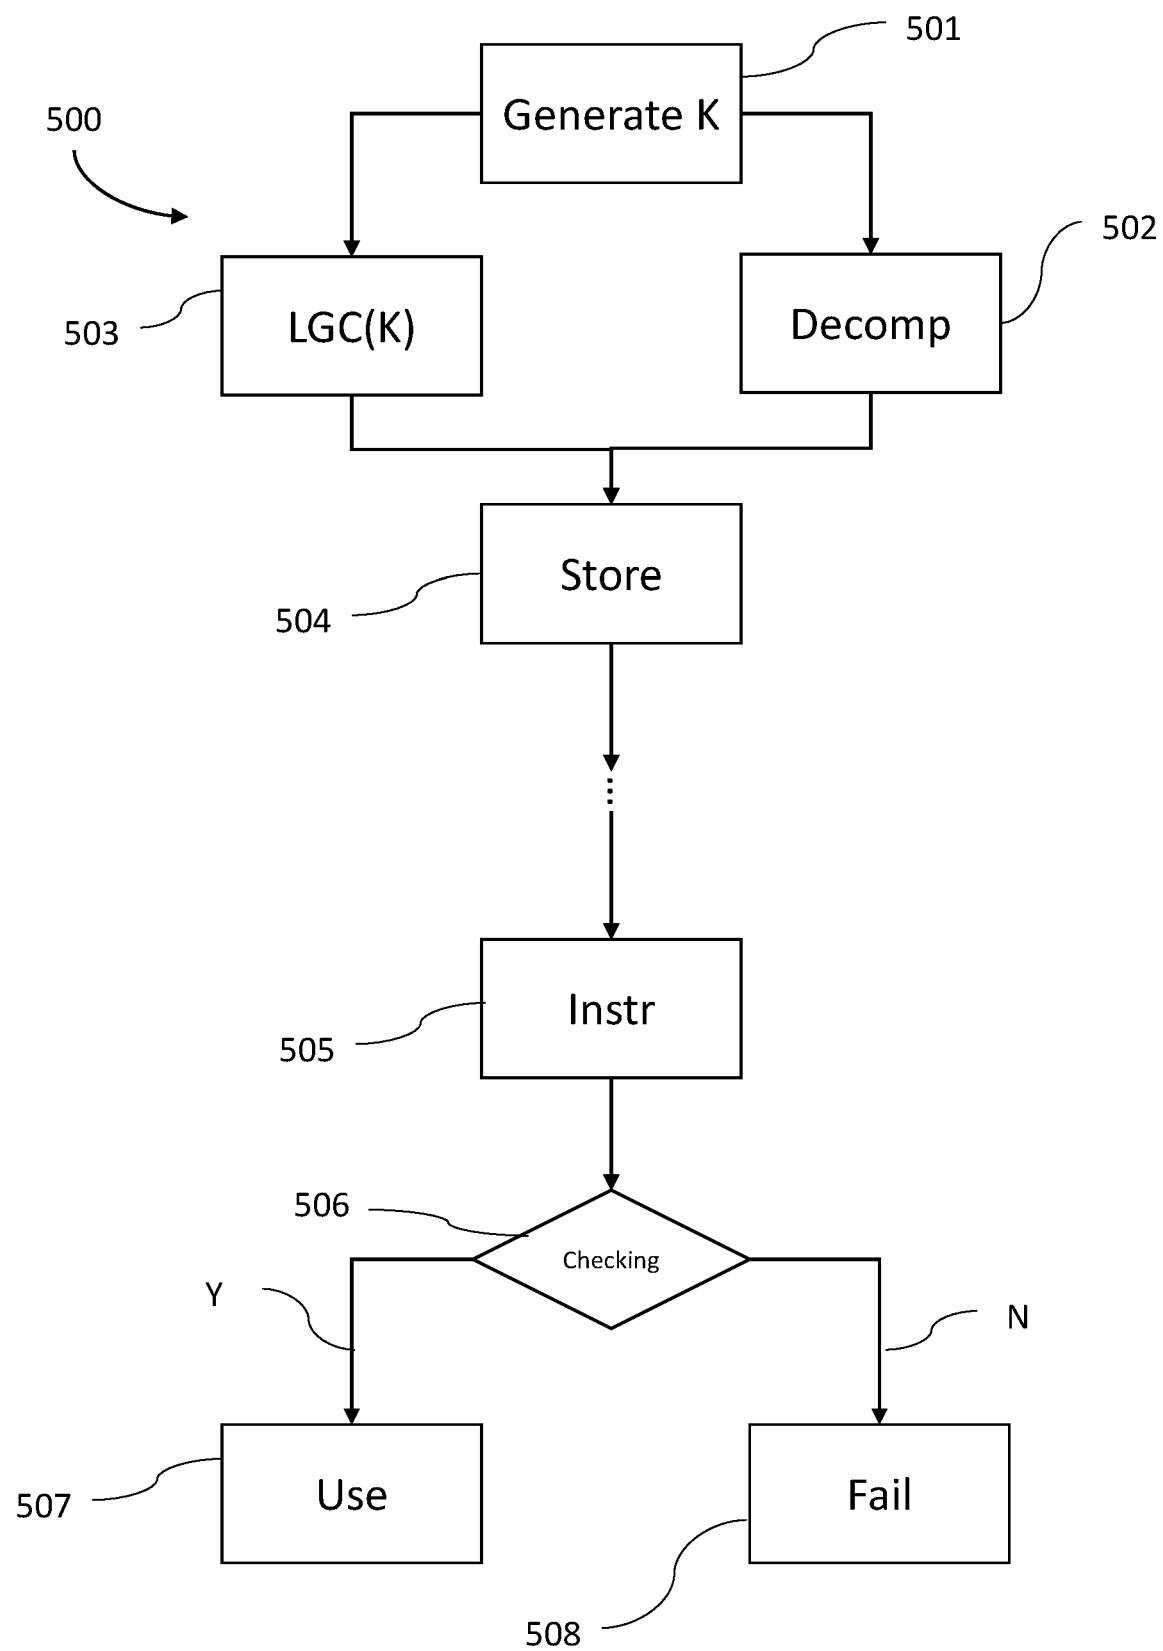 501
Generate K
500
502
LGC(K)
Decomp
503
Store
504
...
Instr
505
506
Checking
Y
N
Use
Fail
507
508